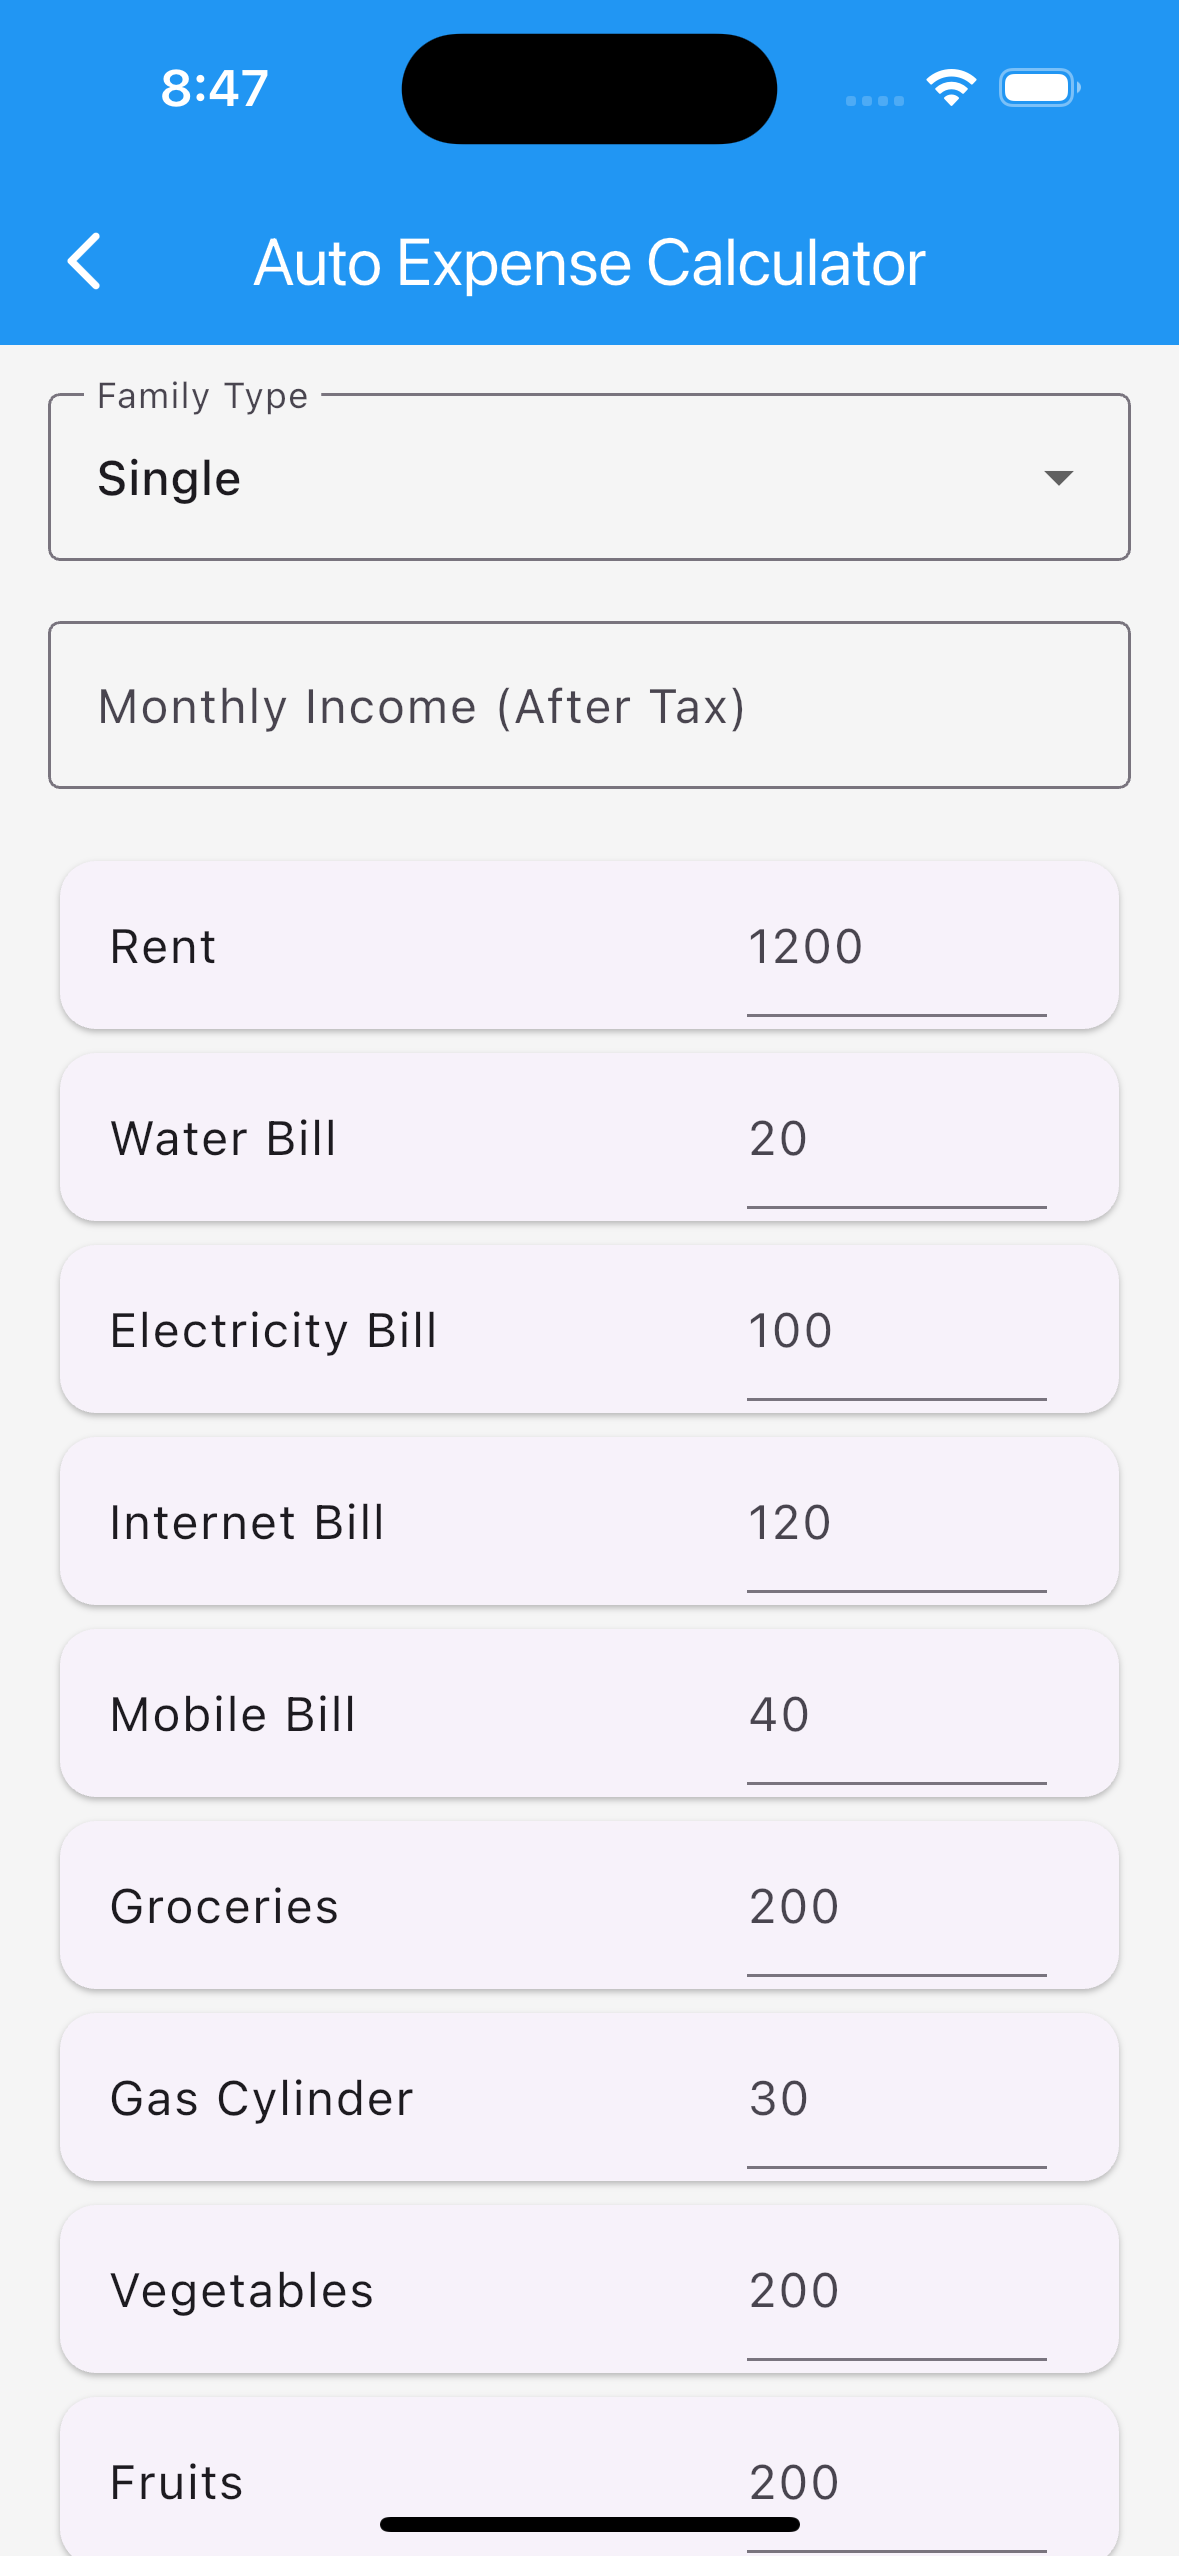 8:47
Auto Expense Calculator
Family Type
Single
Monthly Income (After Tax)
Rent 1200
Water Bill 20
Electricity Bill 100
Internet Bill 120
Mobile Bill 40
Groceries 200
Gas Cylinder 30
Vegetables 200
Fruits 200